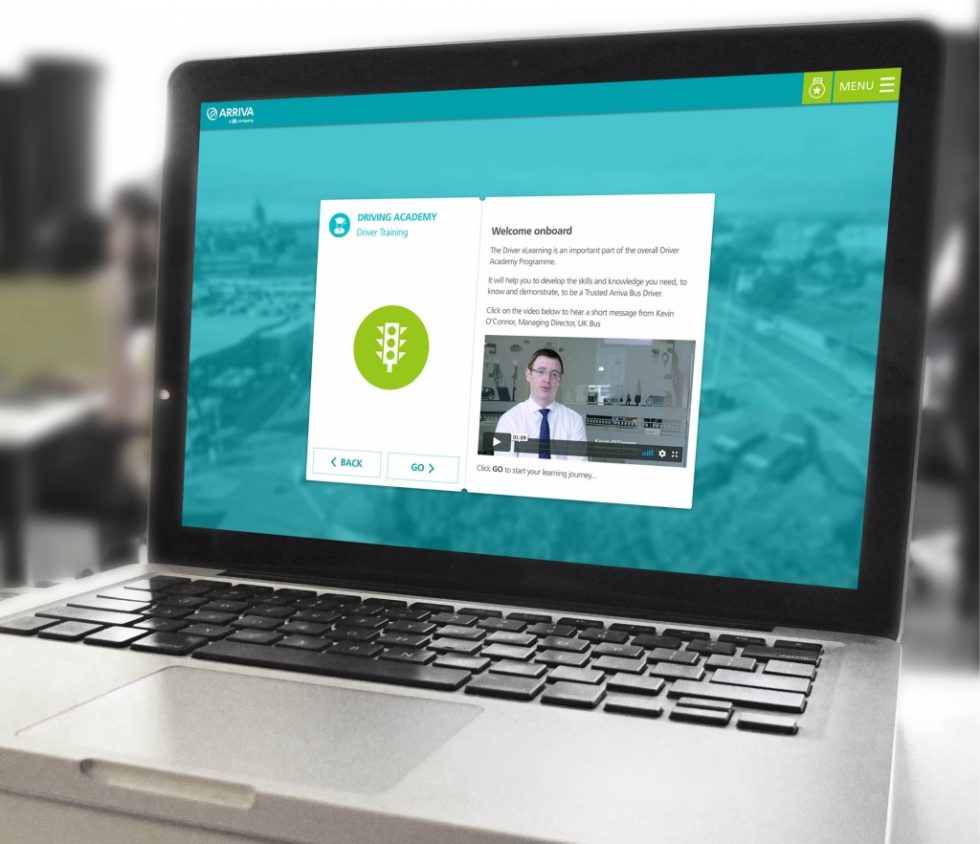 ARRIVA
MENU
DRIVING ACADEMY
Driver Training
BACK
GO
Welcome onboard
The Driver eLearning is an important part of the overall Driver
Academy Programme.
It will help you to develop the skills and knowledge you need, to
know and demonstrate, to be a Trusted Arriva Bus Driver.
Click on the video below to hear a short message from Kevin
O'Connor, Managing Director, UK Bus
01:09
Kevin O'Connor
Click GO to start your learning journey...